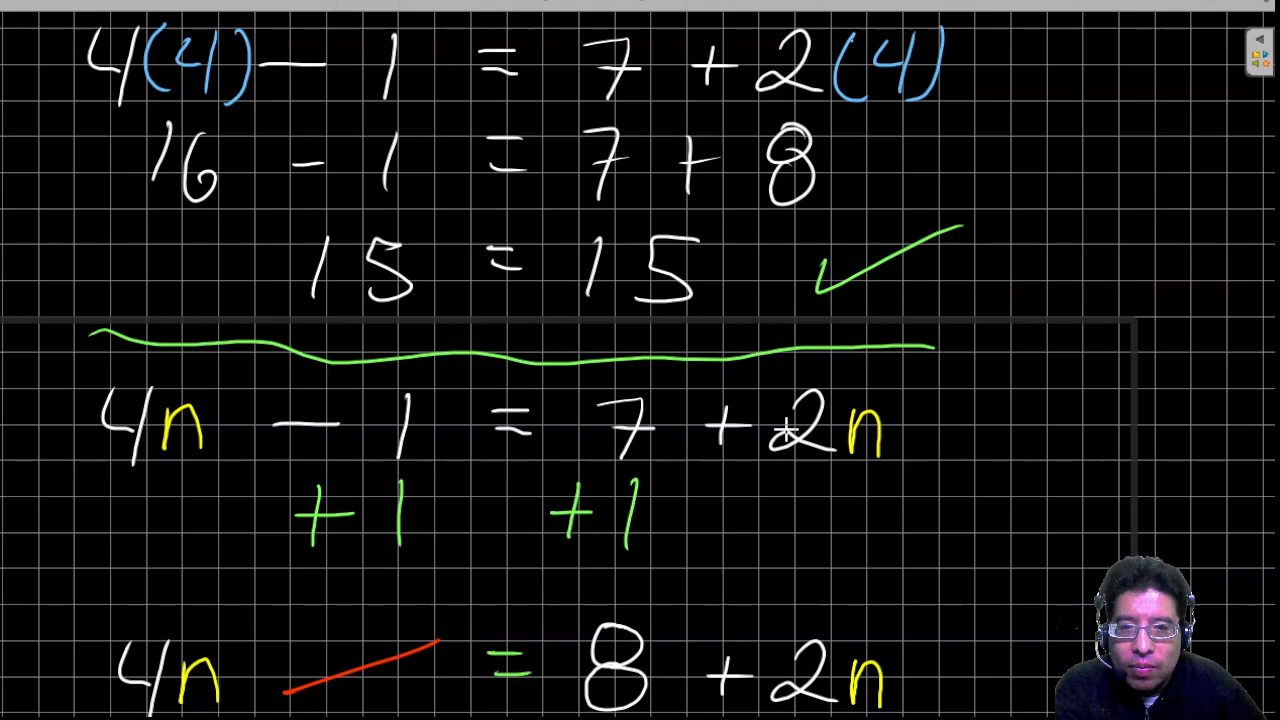 4(4) - 1 = 7 + 2(4)
16 - 1 = 7 + 8
15 = 15 ✓
4n - 1 = 7 + 2n
+1 +1
4n = 8 + 2n